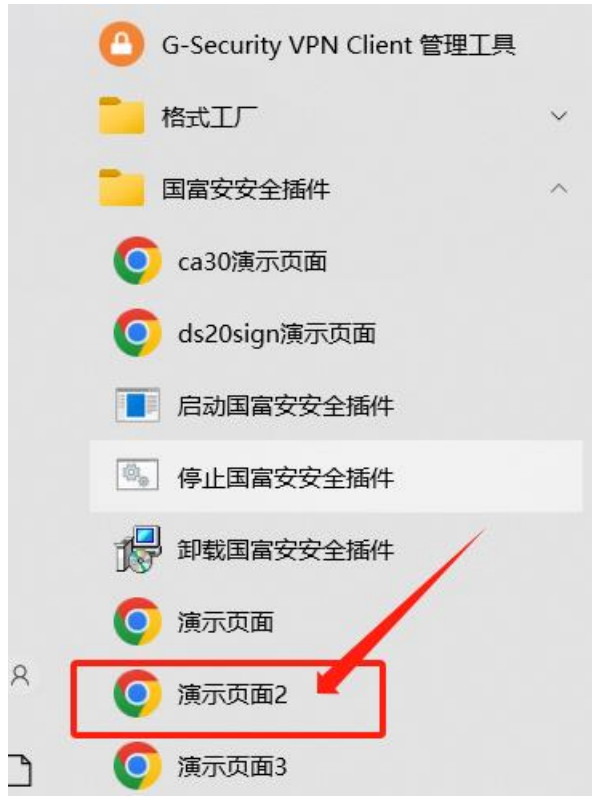 G-Security VPN Client 管理工具
格式工厂
国富安安全插件
ca30演示页面
ds20sign演示页面
启动国富安安全插件
停止国富安安全插件
卸载国富安安全插件
演示页面
演示页面2
演示页面3